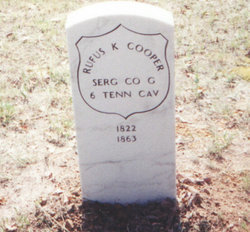 RUFUS K COOPER
SERG CO G
6 TENN CAV
1822
1863